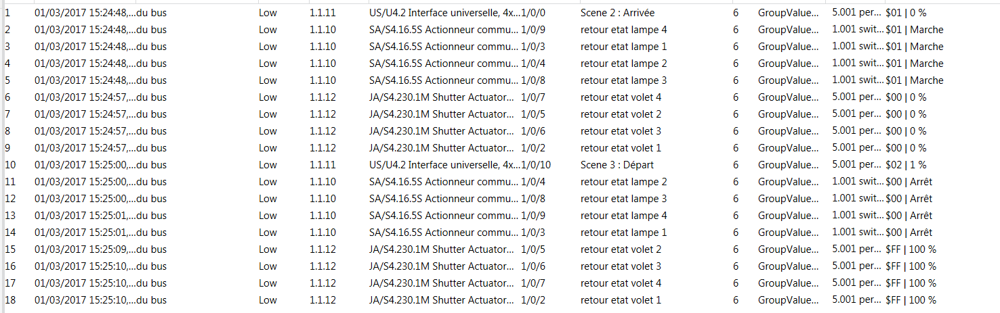 1 01/03/2017 15:24:48,... du bus Low 1.1.11 US/U4.2 Interface universelle, 4x... 1/0/0 Scene 2 : Arrivée 6 GroupValue... 5.001 per... $01 | 0 %
2 01/03/2017 15:24:48,... du bus Low 1.1.10 SA/S4.16.5S Actionneur commu... 1/0/9 retour etat lampe 4 6 GroupValue... 1.001 swit... $01 | Marche
3 01/03/2017 15:24:48,... du bus Low 1.1.10 SA/S4.16.5S Actionneur commu... 1/0/3 retour etat lampe 1 6 GroupValue... 1.001 swit... $01 | Marche
4 01/03/2017 15:24:48,... du bus Low 1.1.10 SA/S4.16.5S Actionneur commu... 1/0/4 retour etat lampe 2 6 GroupValue... 1.001 swit... $01 | Marche
5 01/03/2017 15:24:48,... du bus Low 1.1.10 SA/S4.16.5S Actionneur commu... 1/0/8 retour etat lampe 3 6 GroupValue... 1.001 swit... $01 | Marche
6 01/03/2017 15:24:57,... du bus Low 1.1.12 JA/S4.230.1M Shutter Actuator... 1/0/7 retour etat volet 4 6 GroupValue... 5.001 per... $00 | 0 %
7 01/03/2017 15:24:57,... du bus Low 1.1.12 JA/S4.230.1M Shutter Actuator... 1/0/5 retour etat volet 2 6 GroupValue... 5.001 per... $00 | 0 %
8 01/03/2017 15:24:57,... du bus Low 1.1.12 JA/S4.230.1M Shutter Actuator... 1/0/6 retour etat volet 3 6 GroupValue... 5.001 per... $00 | 0 %
9 01/03/2017 15:24:57,... du bus Low 1.1.12 JA/S4.230.1M Shutter Actuator... 1/0/2 retour etat volet 1 6 GroupValue... 5.001 per... $00 | 0 %
10 01/03/2017 15:25:00,... du bus Low 1.1.11 US/U4.2 Interface universelle, 4x... 1/0/10 Scene 3 : Départ 6 GroupValue... 5.001 per... $02 | 1 %
11 01/03/2017 15:25:00,... du bus Low 1.1.10 SA/S4.16.5S Actionneur commu... 1/0/4 retour etat lampe 2 6 GroupValue... 1.001 swit... $00 | Arrêt
12 01/03/2017 15:25:00,... du bus Low 1.1.10 SA/S4.16.5S Actionneur commu... 1/0/8 retour etat lampe 3 6 GroupValue... 1.001 swit... $00 | Arrêt
13 01/03/2017 15:25:01,... du bus Low 1.1.10 SA/S4.16.5S Actionneur commu... 1/0/9 retour etat lampe 4 6 GroupValue... 1.001 swit... $00 | Arrêt
14 01/03/2017 15:25:01,... du bus Low 1.1.10 SA/S4.16.5S Actionneur commu... 1/0/3 retour etat lampe 1 6 GroupValue... 1.001 swit... $00 | Arrêt
15 01/03/2017 15:25:09,... du bus Low 1.1.12 JA/S4.230.1M Shutter Actuator... 1/0/5 retour etat volet 2 6 GroupValue... 5.001 per... $FF | 100 %
16 01/03/2017 15:25:10,... du bus Low 1.1.12 JA/S4.230.1M Shutter Actuator... 1/0/6 retour etat volet 3 6 GroupValue... 5.001 per... $FF | 100 %
17 01/03/2017 15:25:10,... du bus Low 1.1.12 JA/S4.230.1M Shutter Actuator... 1/0/7 retour etat volet 4 6 GroupValue... 5.001 per... $FF | 100 %
18 01/03/2017 15:25:10,... du bus Low 1.1.12 JA/S4.230.1M Shutter Actuator... 1/0/2 retour etat volet 1 6 GroupValue... 5.001 per... $FF | 100 %